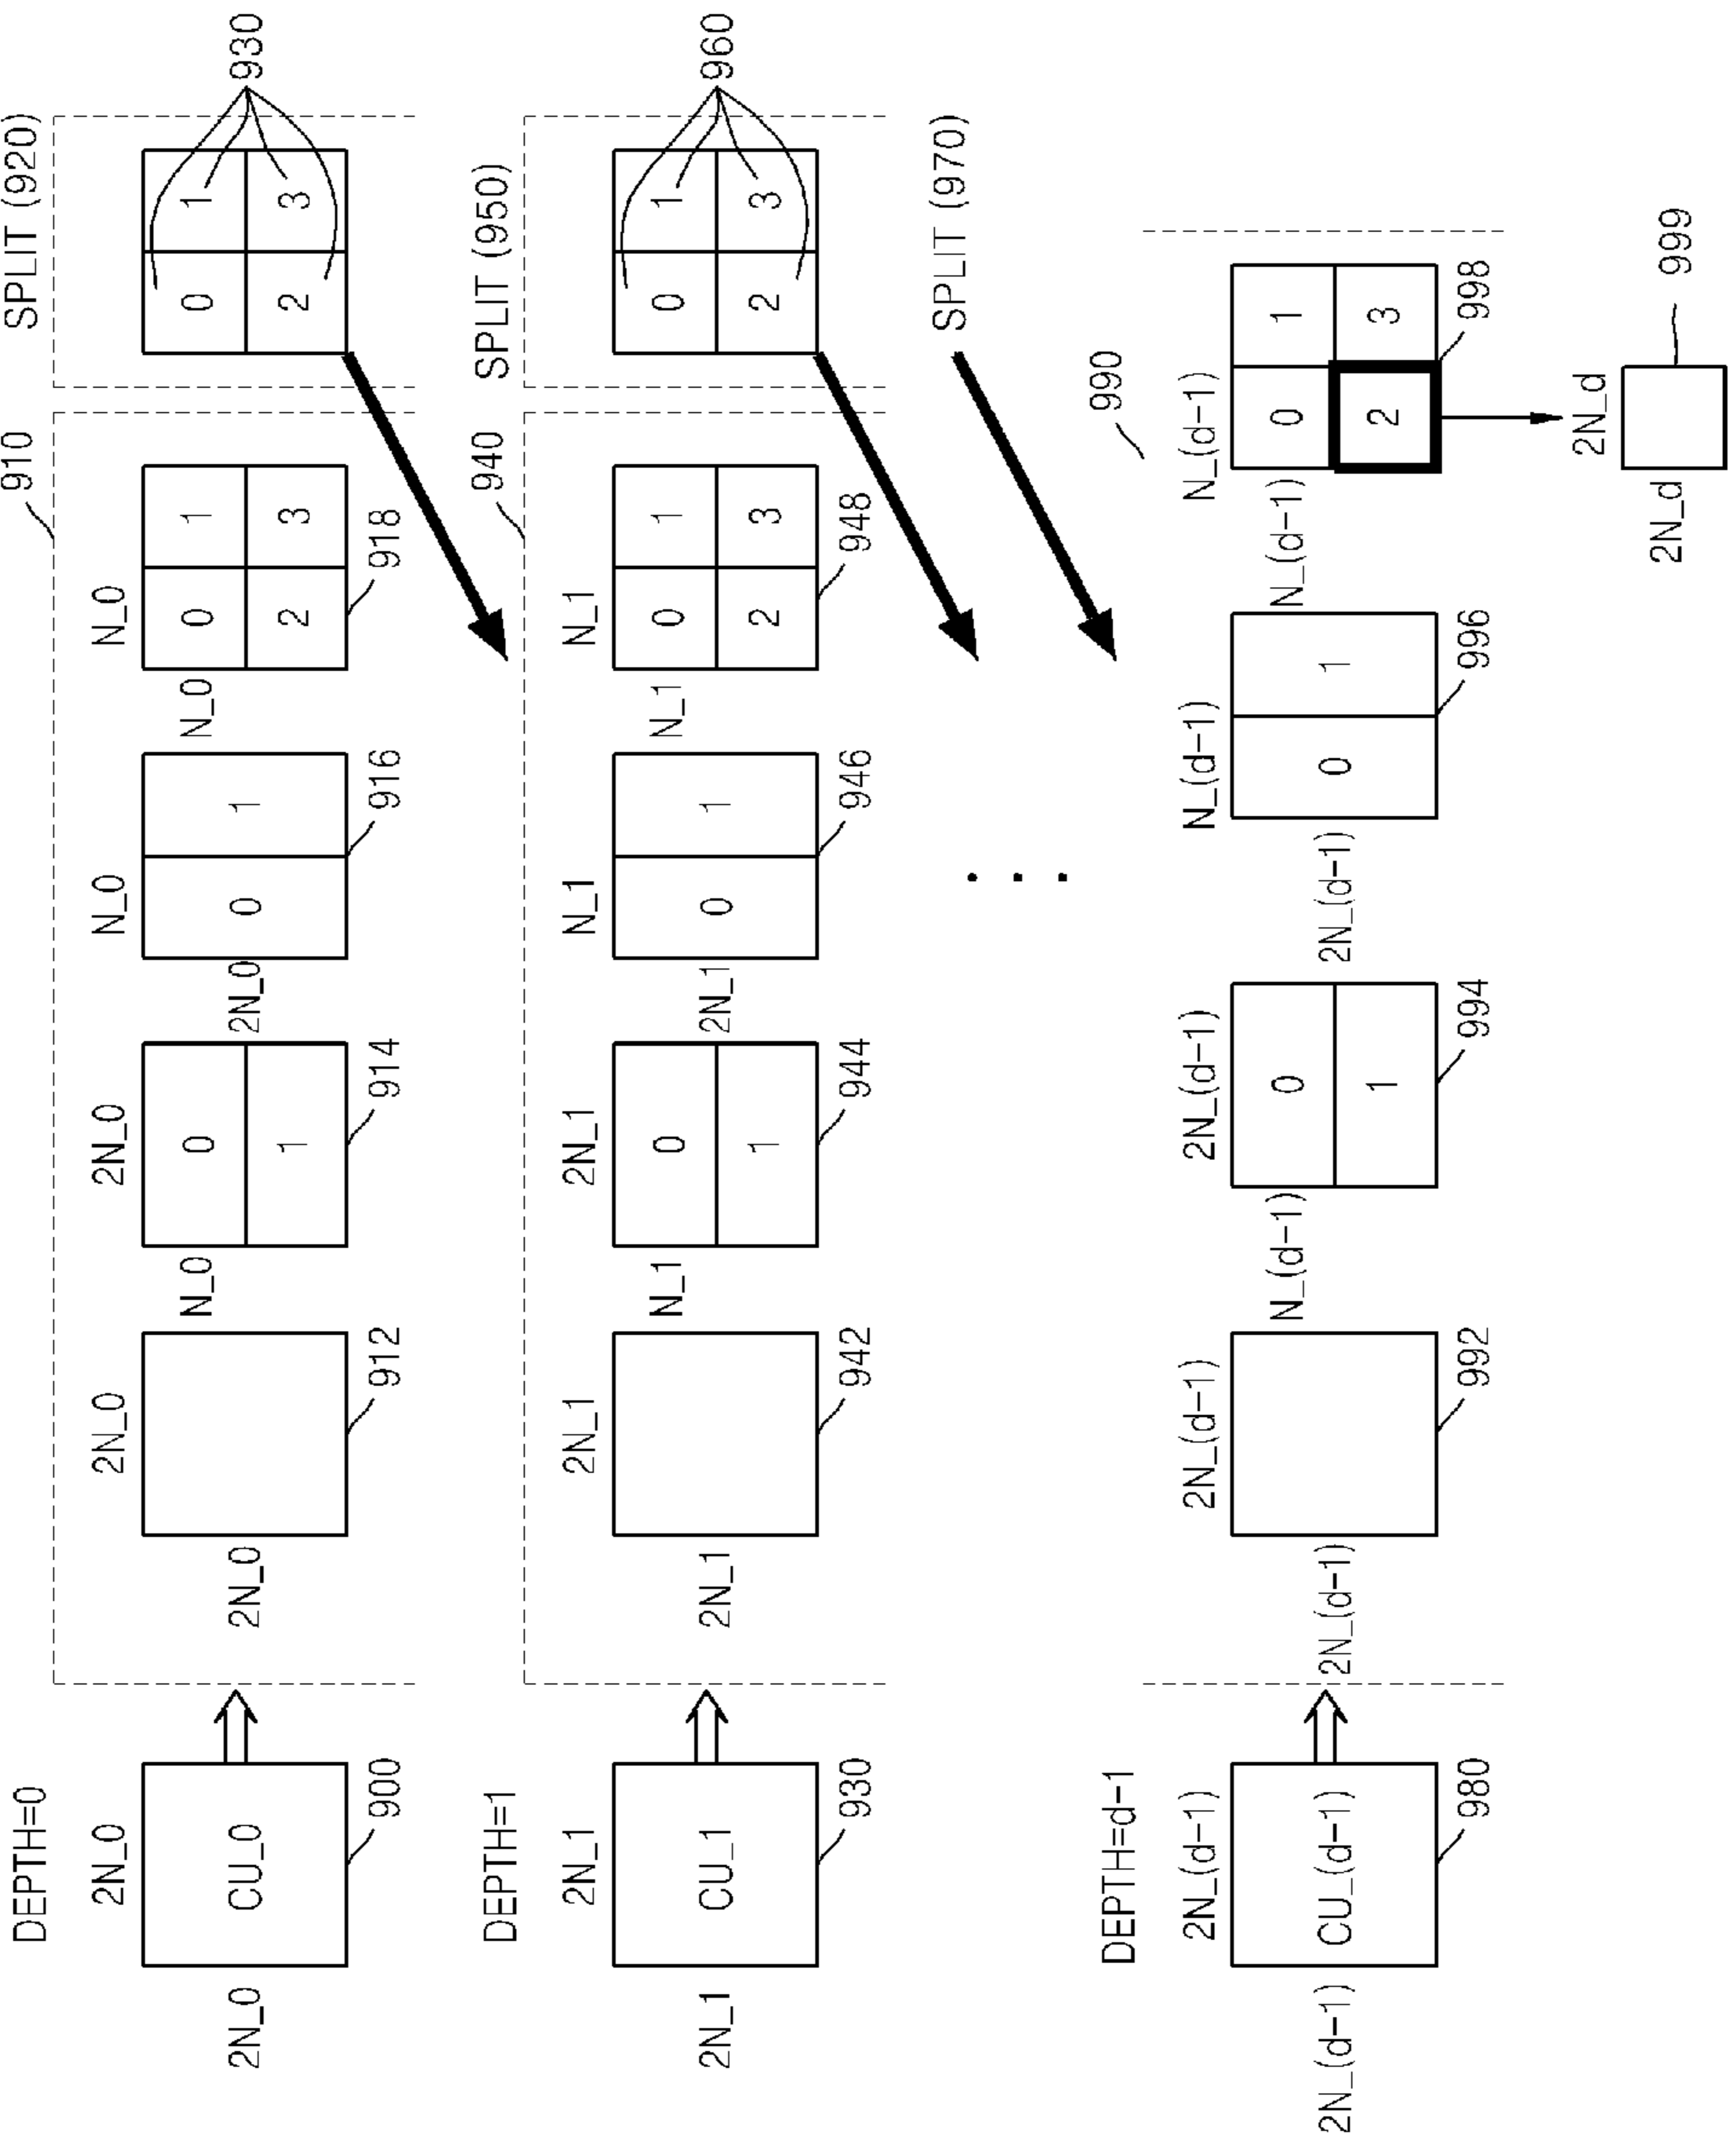 DEPTH=0
SPLIT (920)
910
930
2N_0
2N_0
2N_0
N_0
N_0
2N_0
CU_0
2N_0
N_0
0
1
2N_0
0
1
N_0
0
1
2
3
0
1
2
3
900
912
914
916
918
DEPTH=1
SPLIT (950)
940
960
2N_1
2N_1
2N_1
N_1
N_1
2N_1
CU_1
2N_1
N_1
0
1
2N_1
0
1
N_1
0
1
2
3
0
1
2
3
930
942
944
946
948
SPLIT (970)
. . .
DEPTH=d-1
990
2N_(d-1)
2N_(d-1)
2N_(d-1)
N_(d-1)
N_(d-1)
2N_(d-1)
CU_(d-1)
2N_(d-1)
N_(d-1)
0
1
2N_(d-1)
0
1
N_(d-1)
0
1
2
3
980
992
994
996
998
2N_d
2N_d
999